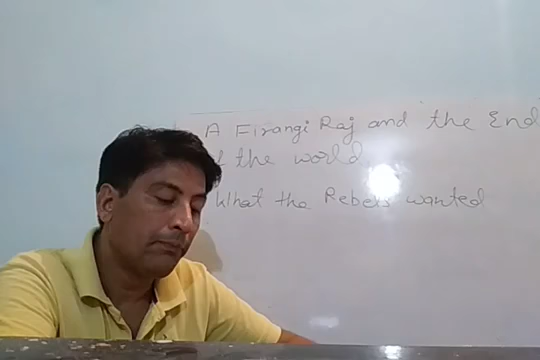 A Firangi Raj and the End
the world
What the Rebels wanted